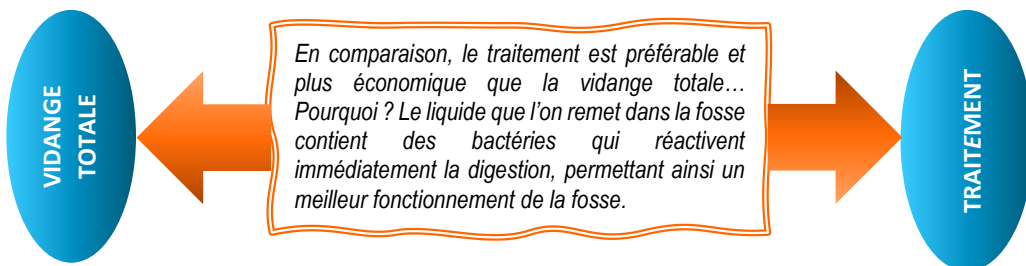 VIDANGE
TOTALE
En comparaison, le traitement est préférable et
plus économique que la vidange totale…
Pourquoi ? Le liquide que l’on remet dans la fosse
contient des bactéries qui réactivent
immédiatement la digestion, permettant ainsi un
meilleur fonctionnement de la fosse.
TRAITEMENT